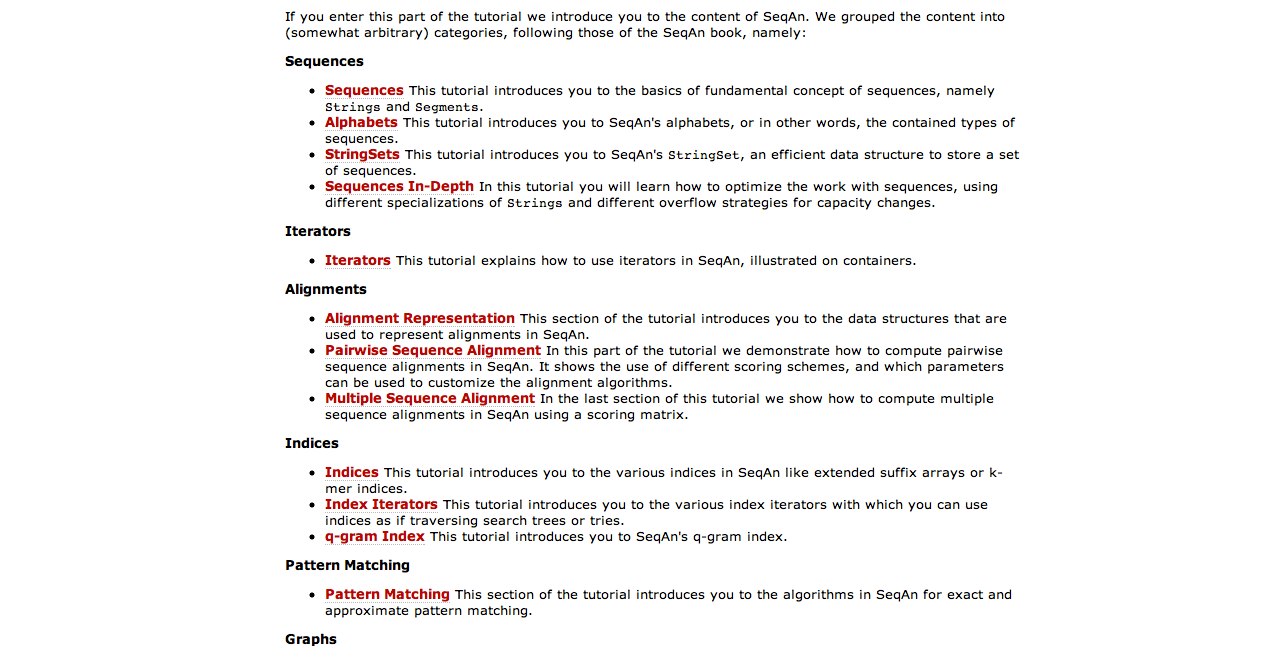 If you enter this part of the tutorial we introduce you to the content of SeqAn. We grouped the content into
(somewhat arbitrary) categories, following those of the SeqAn book, namely:
Sequences
• Sequences This tutorial introduces you to the basics of fundamental concept of sequences, namely
Strings and Segments.
• Alphabets This tutorial introduces you to SeqAn's alphabets, or in other words, the contained types of
sequences.
• StringSets This tutorial introduces you to SeqAn's StringSet, an efficient data structure to store a set
of sequences.
• Sequences In-Depth In this tutorial you will learn how to optimize the work with sequences, using
different specializations of Strings and different overflow strategies for capacity changes.
Iterators
• Iterators This tutorial explains how to use iterators in SeqAn, illustrated on containers.
Alignments
• Alignment Representation This section of the tutorial introduces you to the data structures that are
used to represent alignments in SeqAn.
• Pairwise Sequence Alignment In this part of the tutorial we demonstrate how to compute pairwise
sequence alignments in SeqAn. It shows the use of different scoring schemes, and which parameters
can be used to customize the alignment algorithms.
• Multiple Sequence Alignment In the last section of this tutorial we show how to compute multiple
sequence alignments in SeqAn using a scoring matrix.
Indices
• Indices This tutorial introduces you to the various indices in SeqAn like extended suffix arrays or k-
mer indices.
• Index Iterators This tutorial introduces you to the various index iterators with which you can use
indices as if traversing search trees or tries.
• q-gram Index This tutorial introduces you to SeqAn's q-gram index.
Pattern Matching
• Pattern Matching This section of the tutorial introduces you to the algorithms in SeqAn for exact and
approximate pattern matching.
Graphs